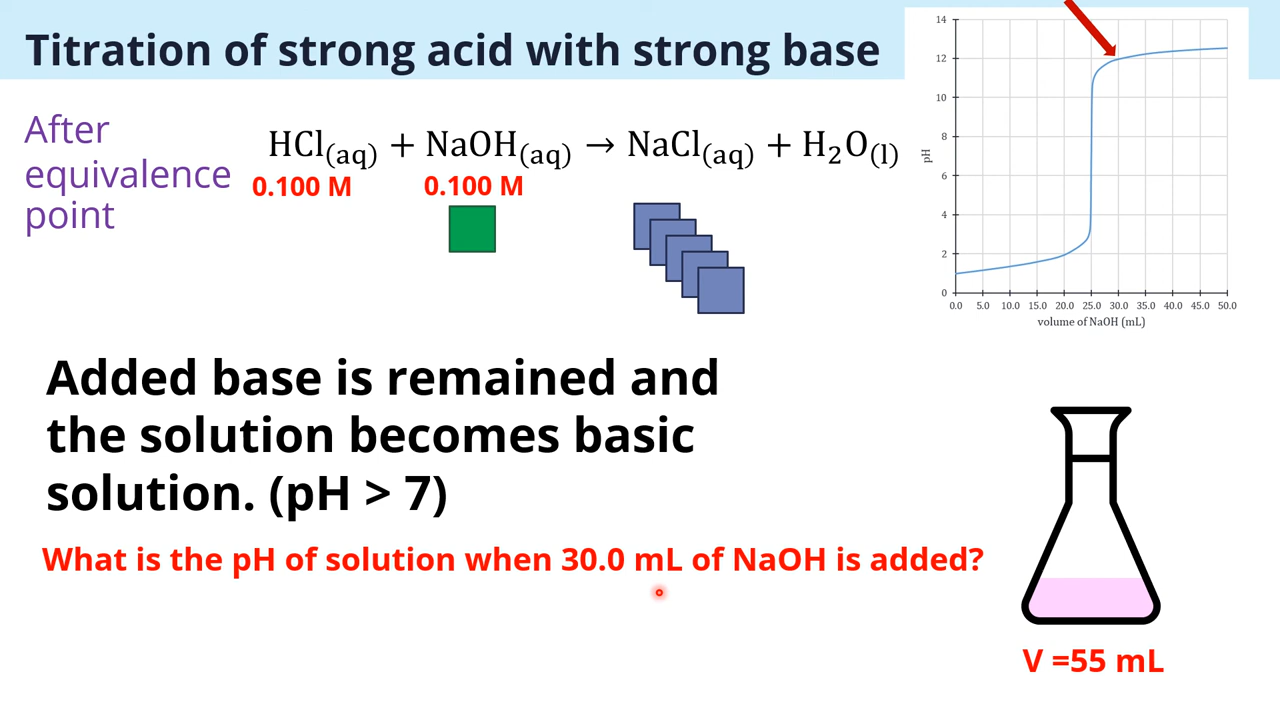 Titration of strong acid with strong base
After
equivalence
point
HCl(aq) + NaOH(aq) → NaCl(aq) + H₂O(l)
0.100 M 0.100 M
14
12
10
8
6
4
2
0
pH
0.0 5.0 10.0 15.0 20.0 25.0 30.0 35.0 40.0 45.0 50.0
volume of NaOH (mL)
Added base is remained and
the solution becomes basic
solution. (pH > 7)
What is the pH of solution when 30.0 mL of NaOH is added?
V =55 mL